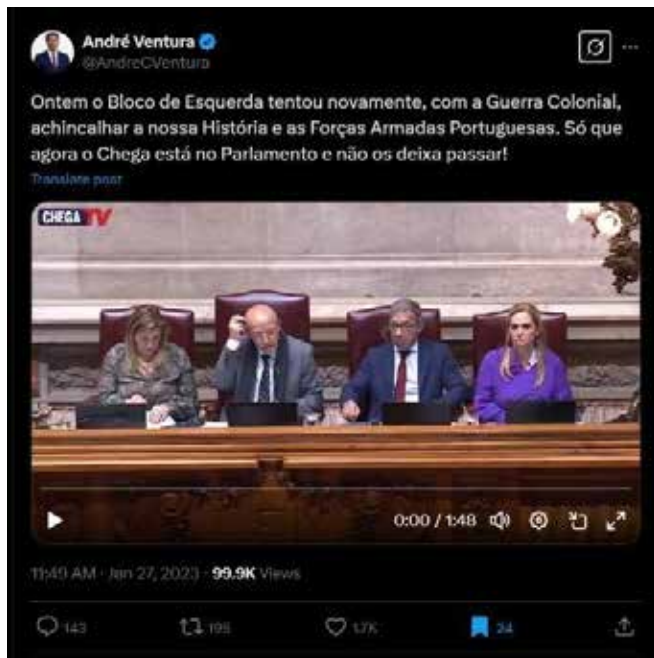 André Ventura
@AndreCVentura
Ontem o Bloco de Esquerda tentou novamente, com a Guerra Colonial,
achincalhar a nossa História e as Forças Armadas Portuguesas. Só que
agora o Chega está no Parlamento e não os deixa passar!
Translate post
CHEGA TV
0:00 / 1:48
11:49 AM · Jan 27, 2023 · 99.9K Views
143 195 1.7K 24